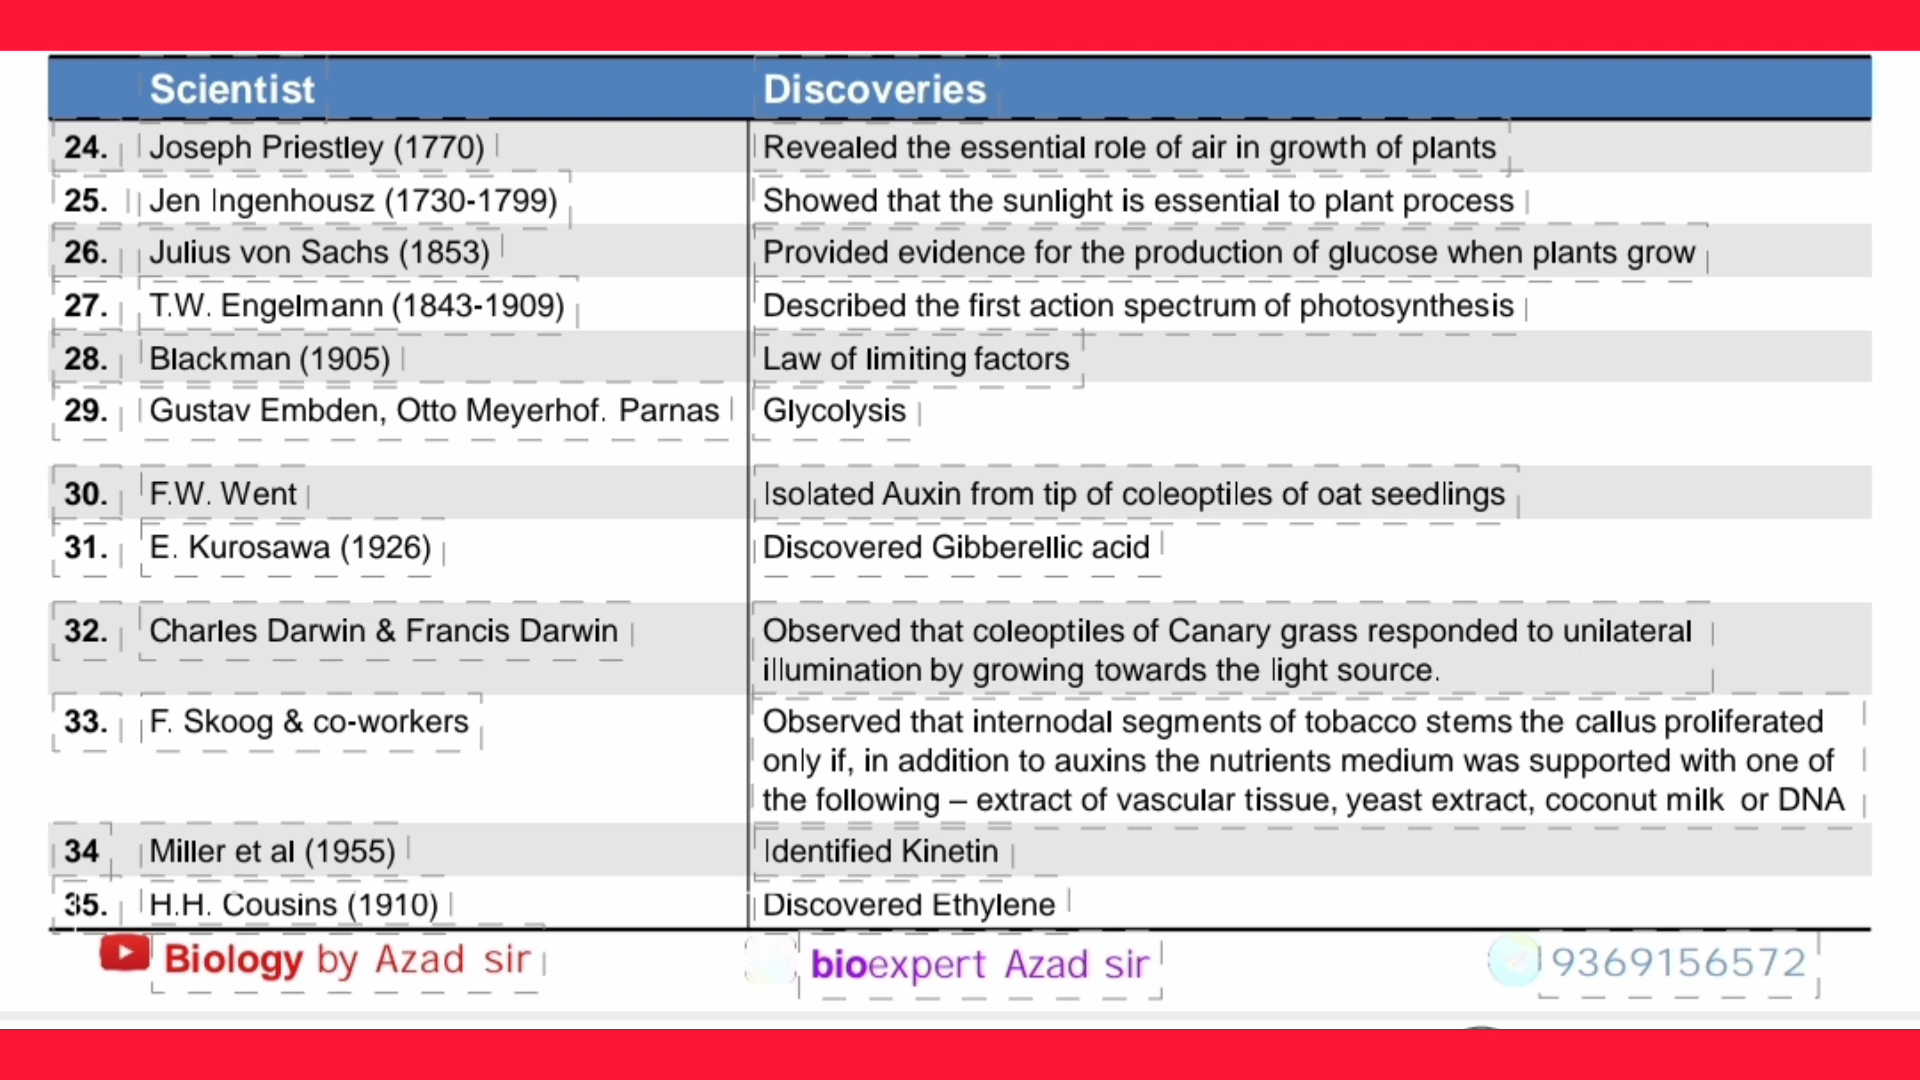 Scientist Discoveries
24. Joseph Priestley (1770) Revealed the essential role of air in growth of plants
25. Jen Ingenhousz (1730-1799) Showed that the sunlight is essential to plant process
26. Julius von Sachs (1853) Provided evidence for the production of glucose when plants grow
27. T.W. Engelmann (1843-1909) Described the first action spectrum of photosynthesis
28. Blackman (1905) Law of limiting factors
29. Gustav Embden, Otto Meyerhof. Parnas Glycolysis
30. F.W. Went Isolated Auxin from tip of coleoptiles of oat seedlings
31. E. Kurosawa (1926) Discovered Gibberellic acid
32. Charles Darwin & Francis Darwin Observed that coleoptiles of Canary grass responded to unilateral
illumination by growing towards the light source.
33. F. Skoog & co-workers Observed that internodal segments of tobacco stems the callus proliferated
only if, in addition to auxins the nutrients medium was supported with one of
the following – extract of vascular tissue, yeast extract, coconut milk or DNA
34 Miller et al (1955) Identified Kinetin
35. H.H. Cousins (1910) Discovered Ethylene
Biology by Azad sir bioexpert Azad sir 9369156572